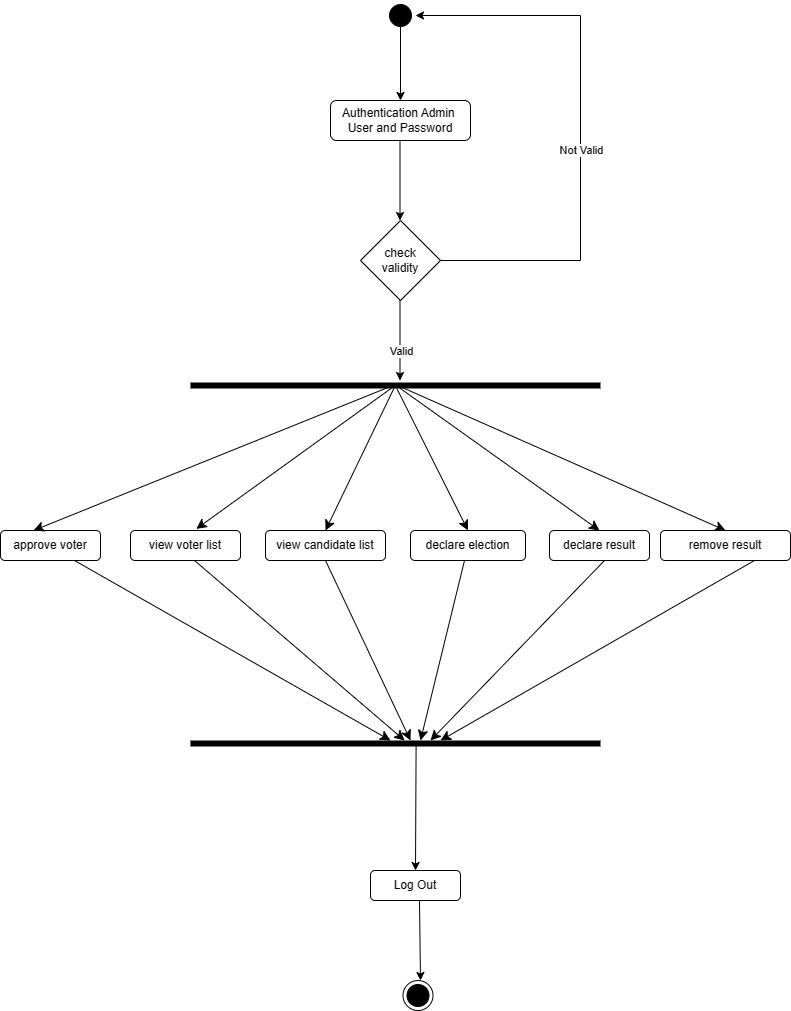 Authentication Admin
User and Password
Not Valid
check
validity
Valid
approve voter
view voter list
view candidate list
declare election
declare result
remove result
Log Out